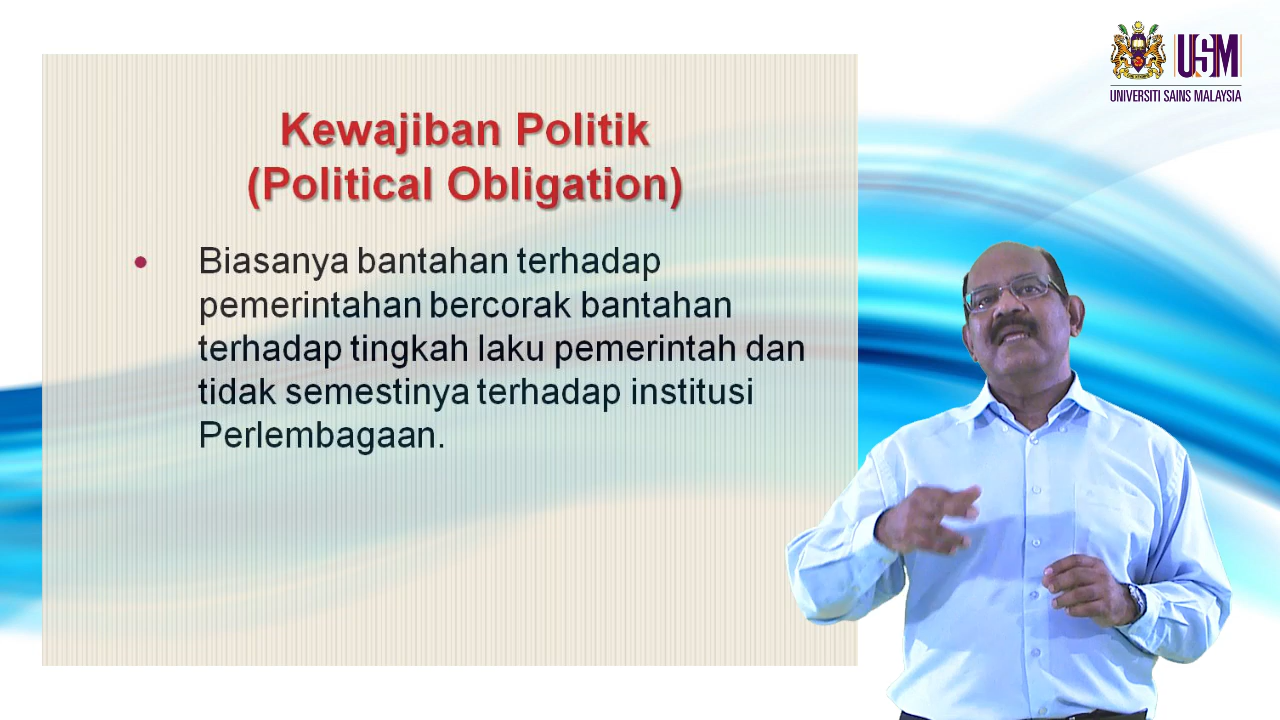 Kewajiban Politik
(Political Obligation)
• Biasanya bantahan terhadap
pemerintahan bercorak bantahan
terhadap tingkah laku pemerintah dan
tidak semestinya terhadap institusi
Perlembagaan.
USM
UNIVERSITI SAINS MALAYSIA